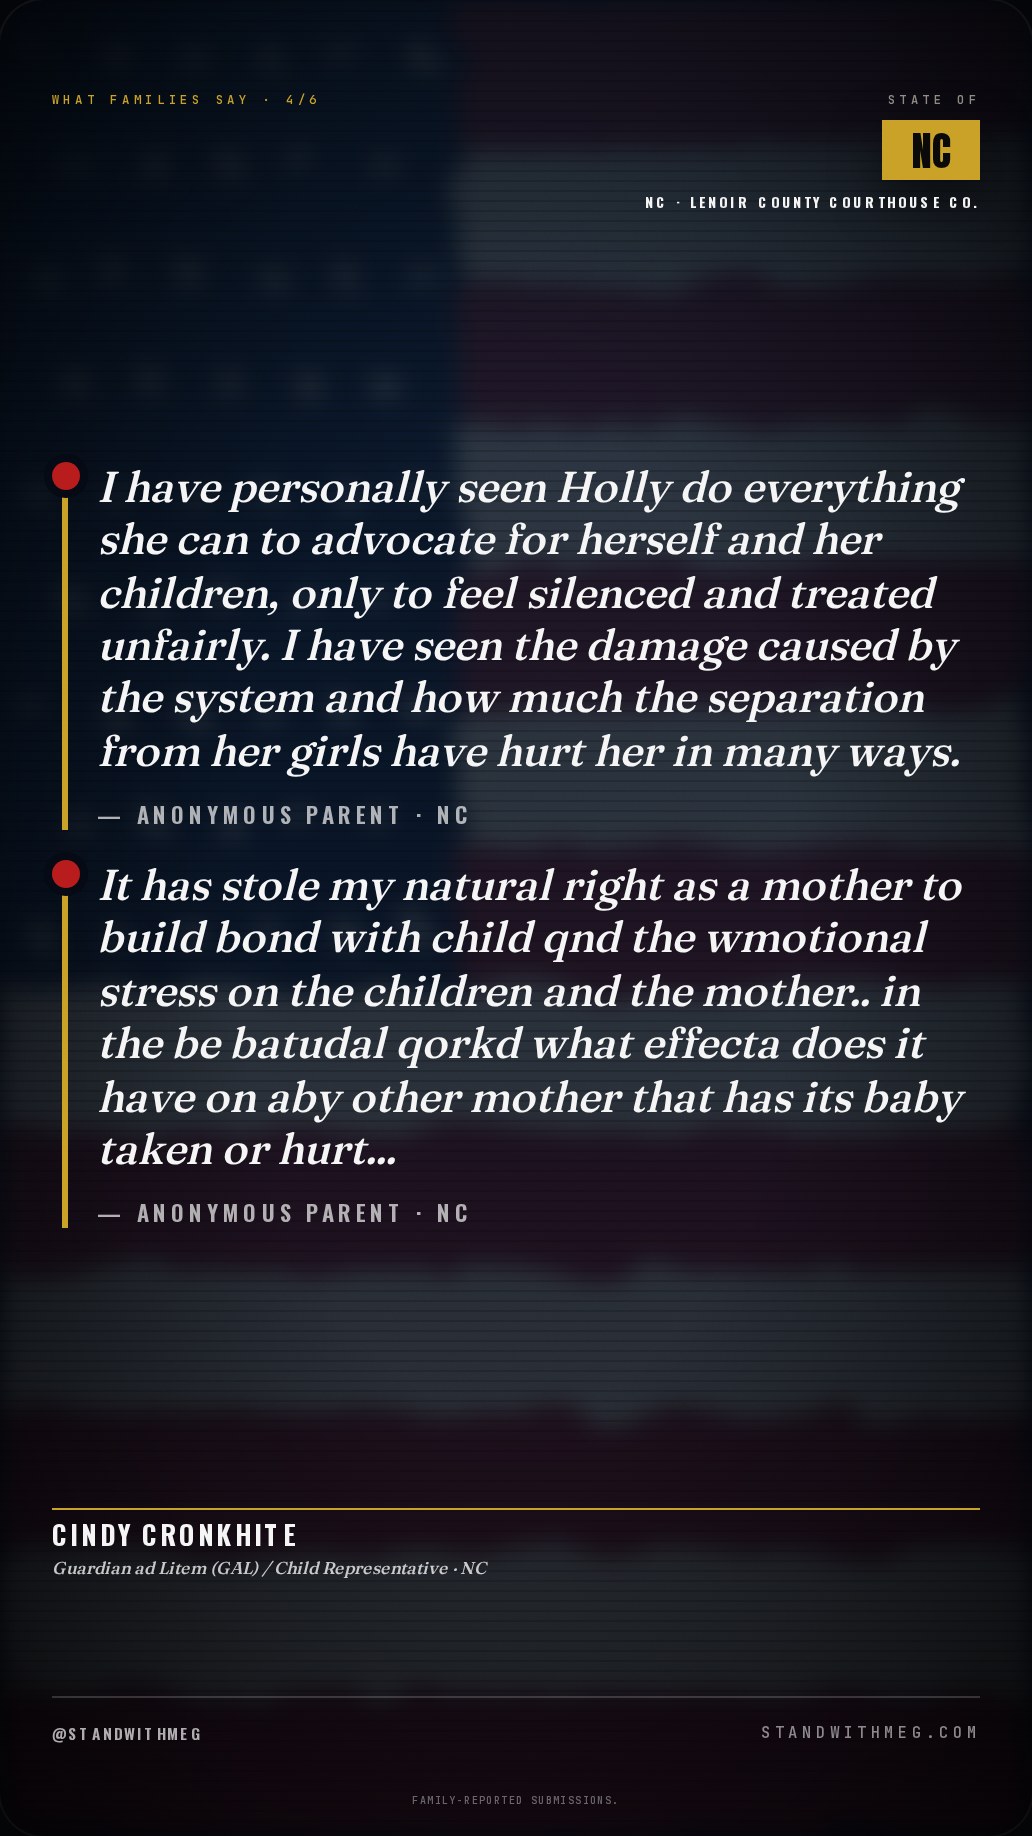 WHAT FAMILIES SAY · 4/6
STATE OF
NC
NC · LENOIR COUNTY COURTHOUSE CO.
I have personally seen Holly do everything
she can to advocate for herself and her
children, only to feel silenced and treated
unfairly. I have seen the damage caused by
the system and how much the separation
from her girls have hurt her in many ways.
— ANONYMOUS PARENT · NC
It has stole my natural right as a mother to
build bond with child qnd the wmotional
stress on the children and the mother.. in
the be batudal qorkd what effecta does it
have on aby other mother that has its baby
taken or hurt...
— ANONYMOUS PARENT · NC
CINDY CRONKHITE
Guardian ad Litem (GAL) / Child Representative · NC
@STANDWITHMEG
STANDWITHMEG.COM
FAMILY-REPORTED SUBMISSIONS.